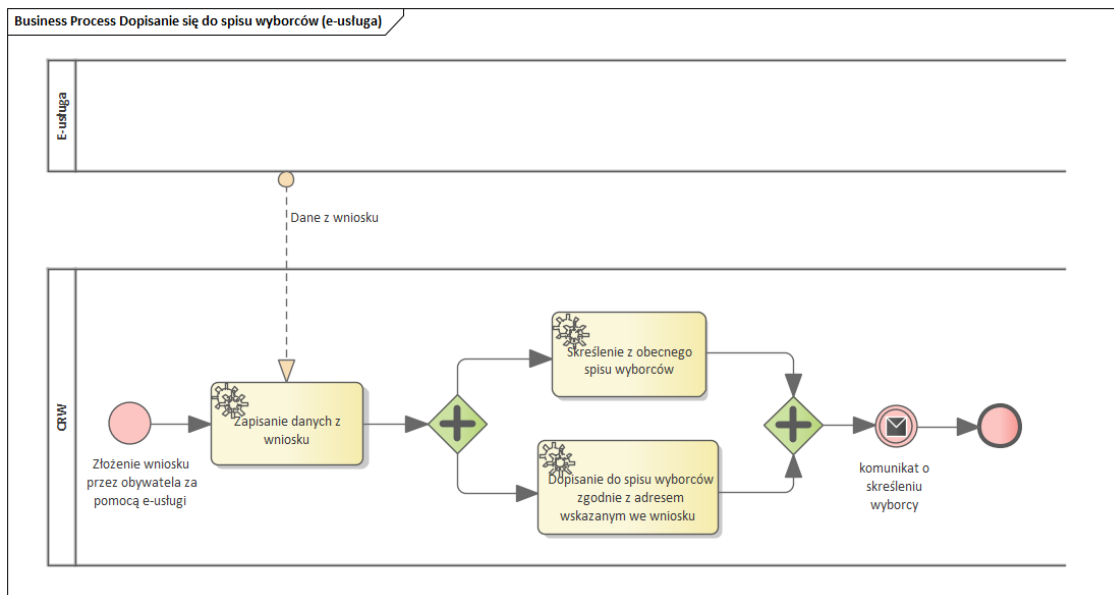 Business Process Dopisanie się do spisu wyborców (e-usługa)
E-usługa
Dane z wniosku
CRW
Złożenie wniosku
przez obywatela za
pomocą e-usługi
Zapisanie danych z
wniosku
Skreślenie z obecnego
spisu wyborców
Dopisanie do spisu wyborców
zgodnie z adresem
wskazanym we wniosku
komunikat o
skreśleniu
wyborcy